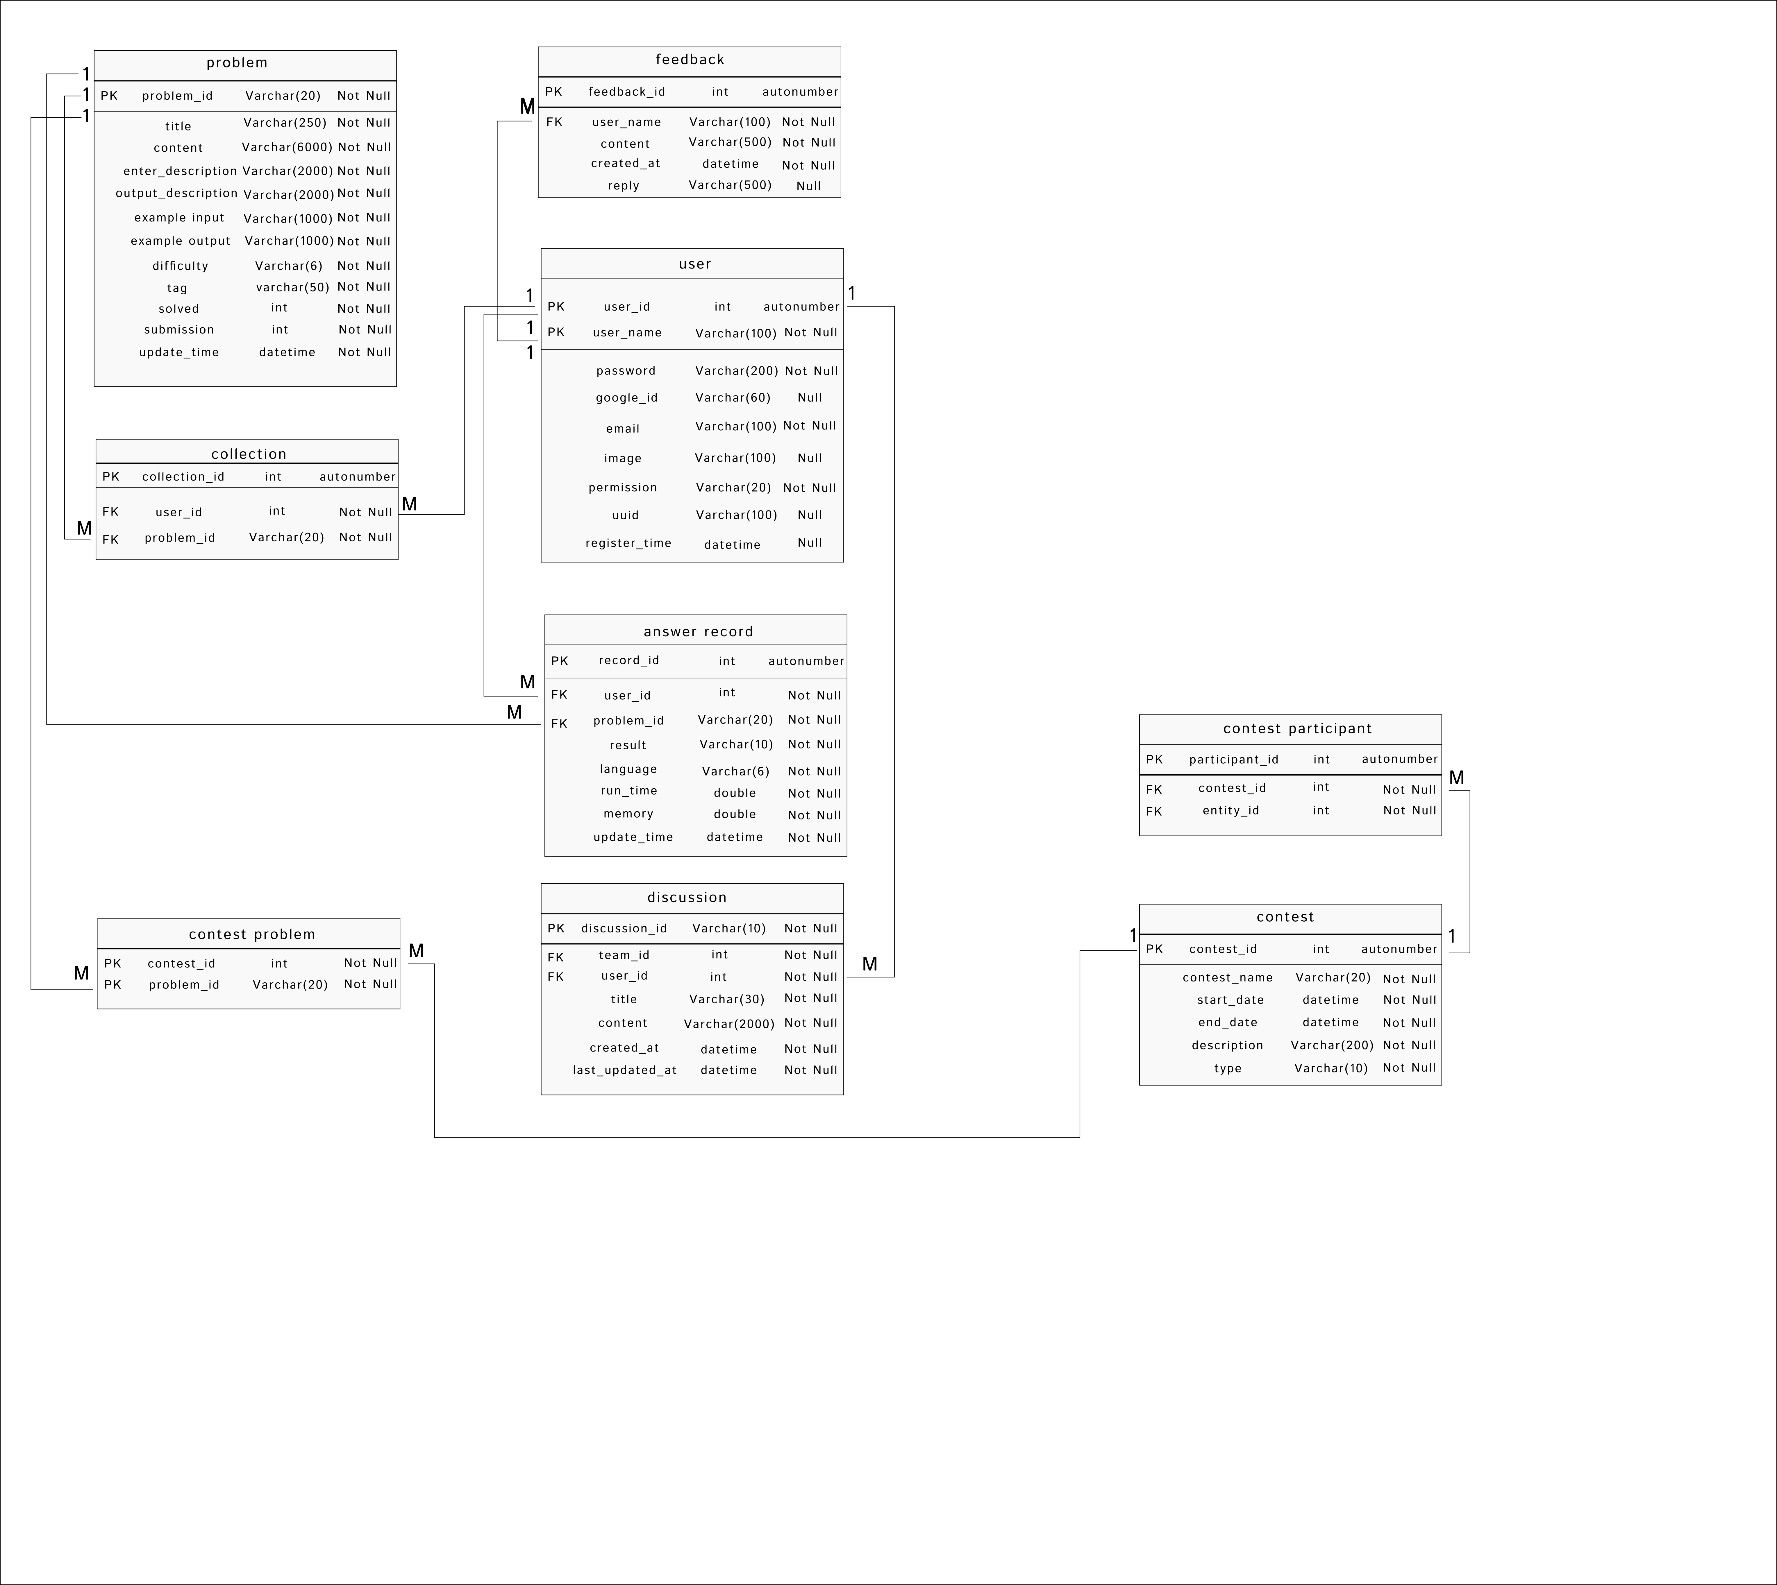 problem
1
1 PK problem_id Varchar(20) Not Null
1
title Varchar(250) Not Null
content Varchar(6000) Not Null
enter_description Varchar(2000) Not Null
output_description Varchar(2000) Not Null
example input Varchar(1000) Not Null
example output Varchar(1000) Not Null
difficulty Varchar(6) Not Null
tag varchar(50) Not Null
solved int Not Null
submission int Not Null
update_time datetime Not Null
feedback
PK feedback_id int autonumber
M
FK user_name Varchar(100) Not Null
content Varchar(500) Not Null
created_at datetime Not Null
reply Varchar(500) Null
user
1 1
PK user_id int autonumber
1
PK user_name Varchar(100) Not Null
1
password Varchar(200) Not Null
google_id Varchar(60) Null
email Varchar(100) Not Null
image Varchar(100) Null
permission Varchar(20) Not Null
uuid Varchar(100) Null
register_time datetime Null
collection
PK collection_id int autonumber
M
FK user_id int Not Null
M
FK problem_id Varchar(20) Not Null
answer record
PK record_id int autonumber
M
FK user_id int Not Null
M
FK problem_id Varchar(20) Not Null
result Varchar(10) Not Null
language Varchar(6) Not Null
run_time double Not Null
memory double Not Null
update_time datetime Not Null
contest participant
PK participant_id int autonumber
M
FK contest_id int Not Null
FK entity_id int Not Null
contest problem
M
PK contest_id int Not Null
M
PK problem_id Varchar(20) Not Null
discussion
PK discussion_id Varchar(10) Not Null
FK team_id int Not Null
M
FK user_id int Not Null
title Varchar(30) Not Null
content Varchar(2000) Not Null
created_at datetime Not Null
last_updated_at datetime Not Null
contest
1 1
PK contest_id int autonumber
contest_name Varchar(20) Not Null
start_date datetime Not Null
end_date datetime Not Null
description Varchar(200) Not Null
type Varchar(10) Not Null